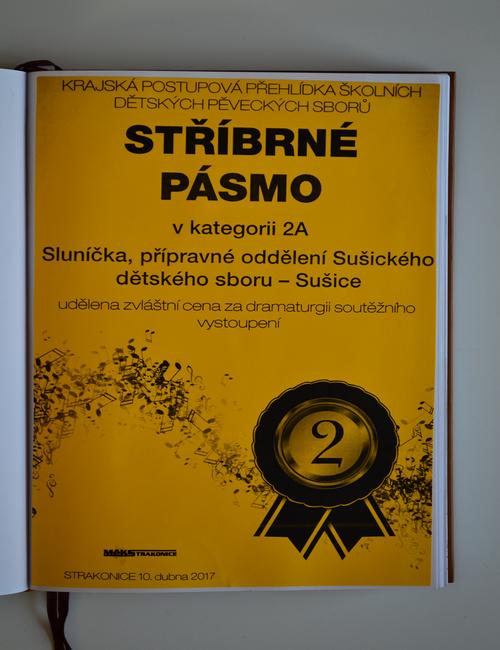 KRAJSKÁ POSTUPOVÁ PŘEHLÍDKA ŠKOLNÍCH
DĚTSKÝCH PĚVECKÝCH SBORŮ
STŘÍBRNÉ
PÁSMO
v kategorii 2A
Sluníčka, přípravné oddělení Sušického
dětského sboru – Sušice
udělena zvláštní cena za dramaturgii soutěžního
vystoupení
2
MěKS STRAKONICE
STRAKONICE 10. dubna 2017